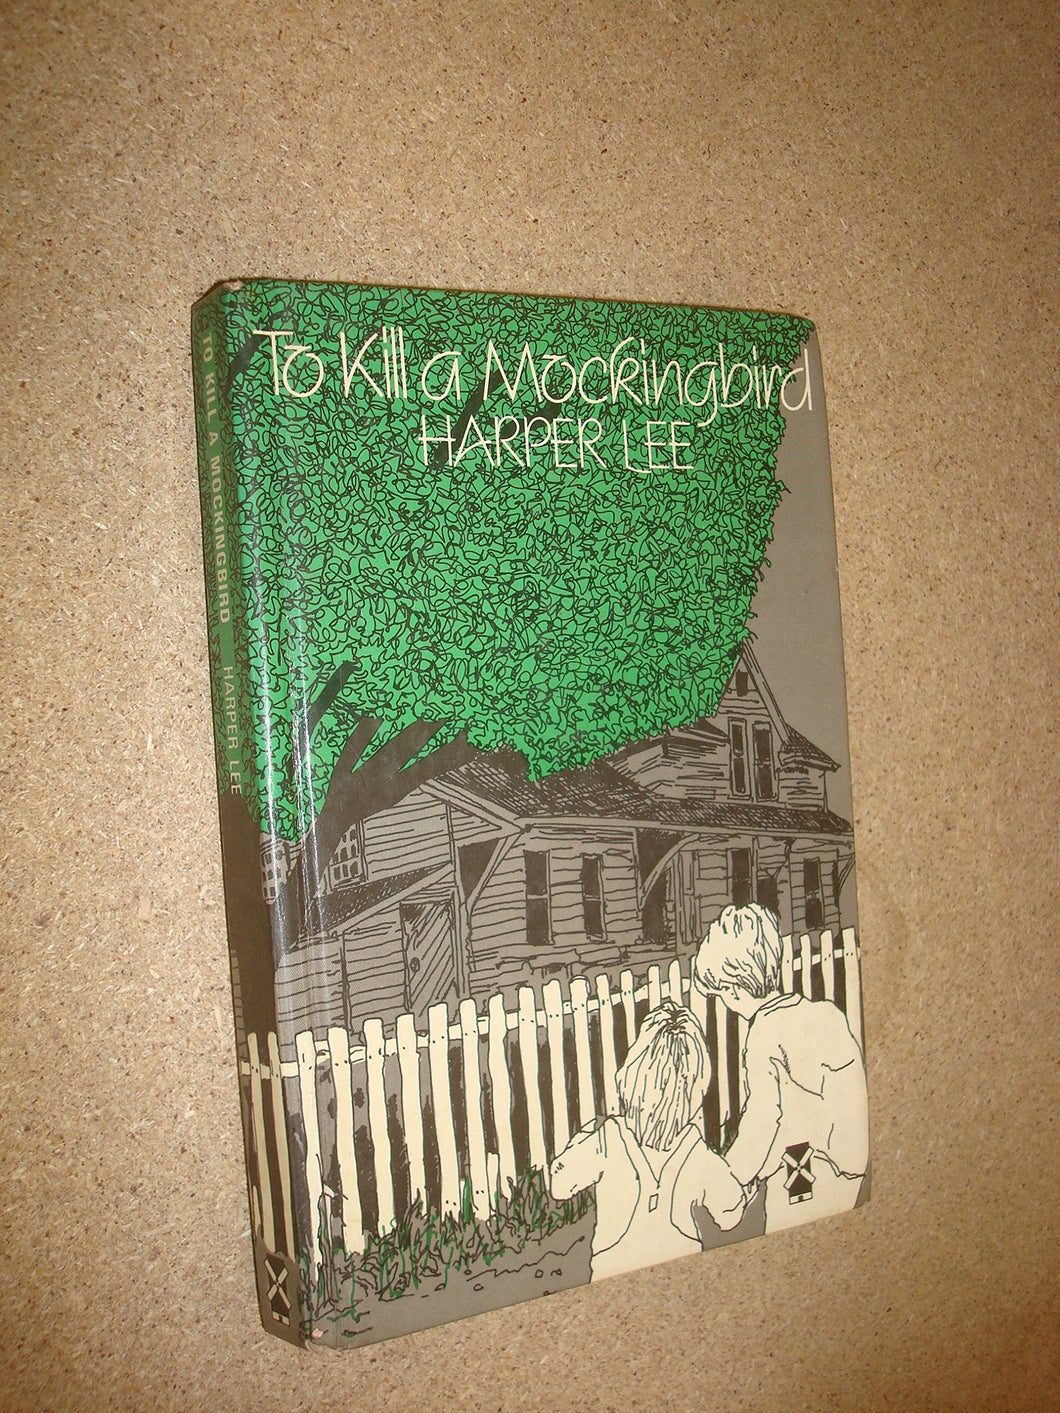 To Kill a Mockingbird
HARPER LEE
TO KILL A MOCKINGBIRD HARPER LEE